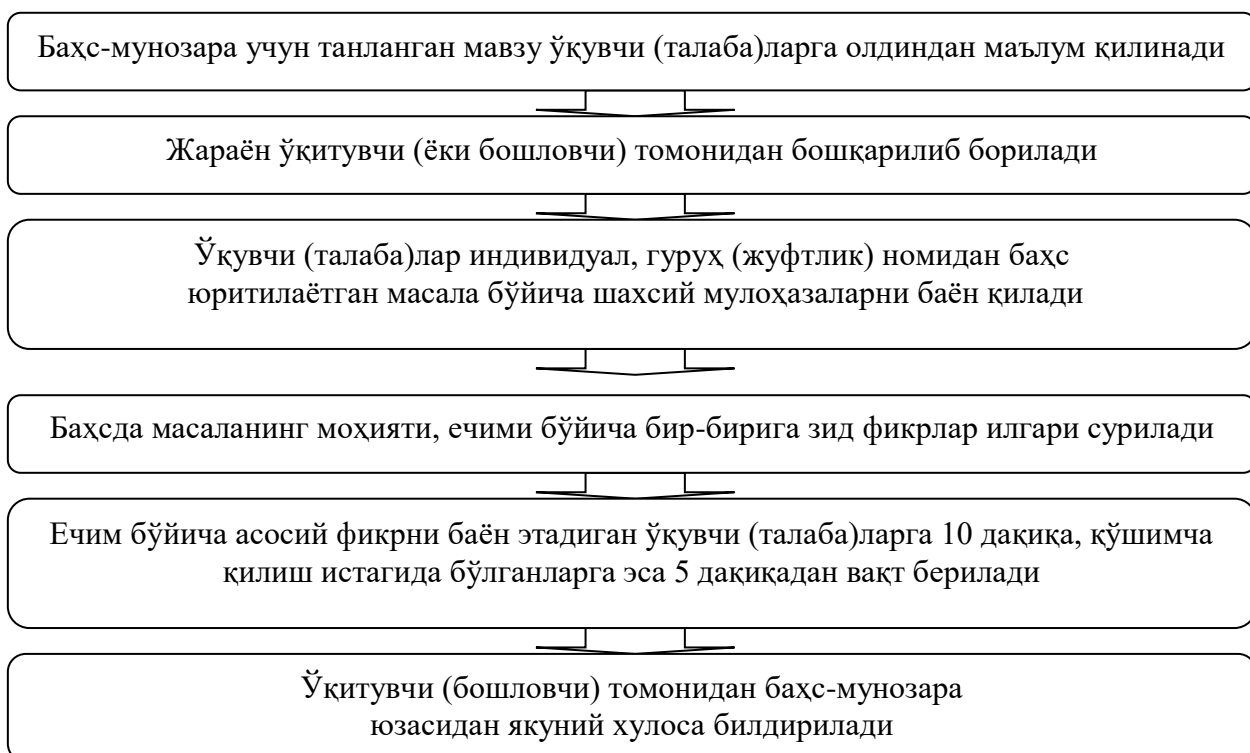 Баҳс-мунозара учун танланган мавзу ўқувчи (талаба)ларга олдиндан маълум қилинади
Жараён ўқитувчи (ёки бошловчи) томонидан бошқарилиб борилади
Ўқувчи (талаба)лар индивидуал, гуруҳ (жуфтлик) номидан баҳс
юритилаётган масала бўйича шахсий мулоҳазаларни баён қилади
Баҳсда масаланинг моҳияти, ечими бўйича бир-бирига зид фикрлар илгари сурилади
Ечим бўйича асосий фикрни баён этадиган ўқувчи (талаба)ларга 10 дақиқа, қўшимча
қилиш истагида бўлганларга эса 5 дақиқадан вақт берилади
Ўқитувчи (бошловчи) томонидан баҳс-мунозара
юзасидан якуний хулоса билдирилади